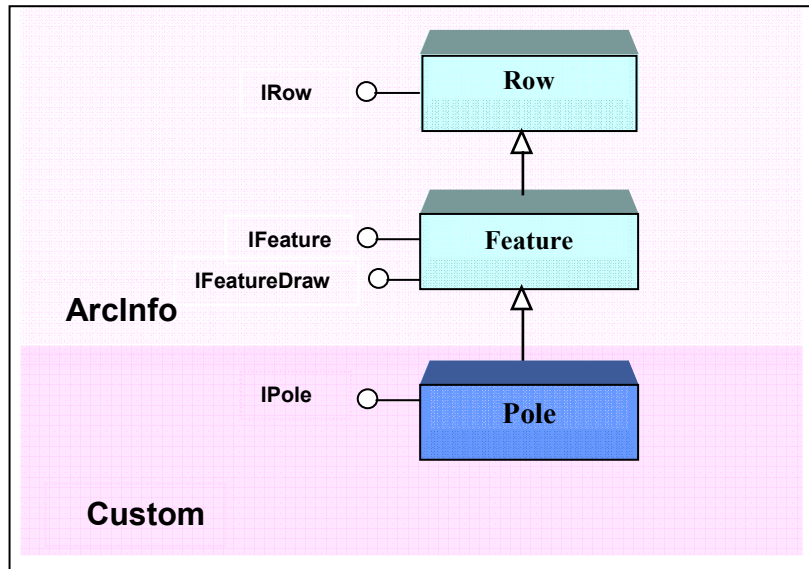 Row
IRow
Feature
IFeature
IFeatureDraw
ArcInfo
IPole
Pole
Custom